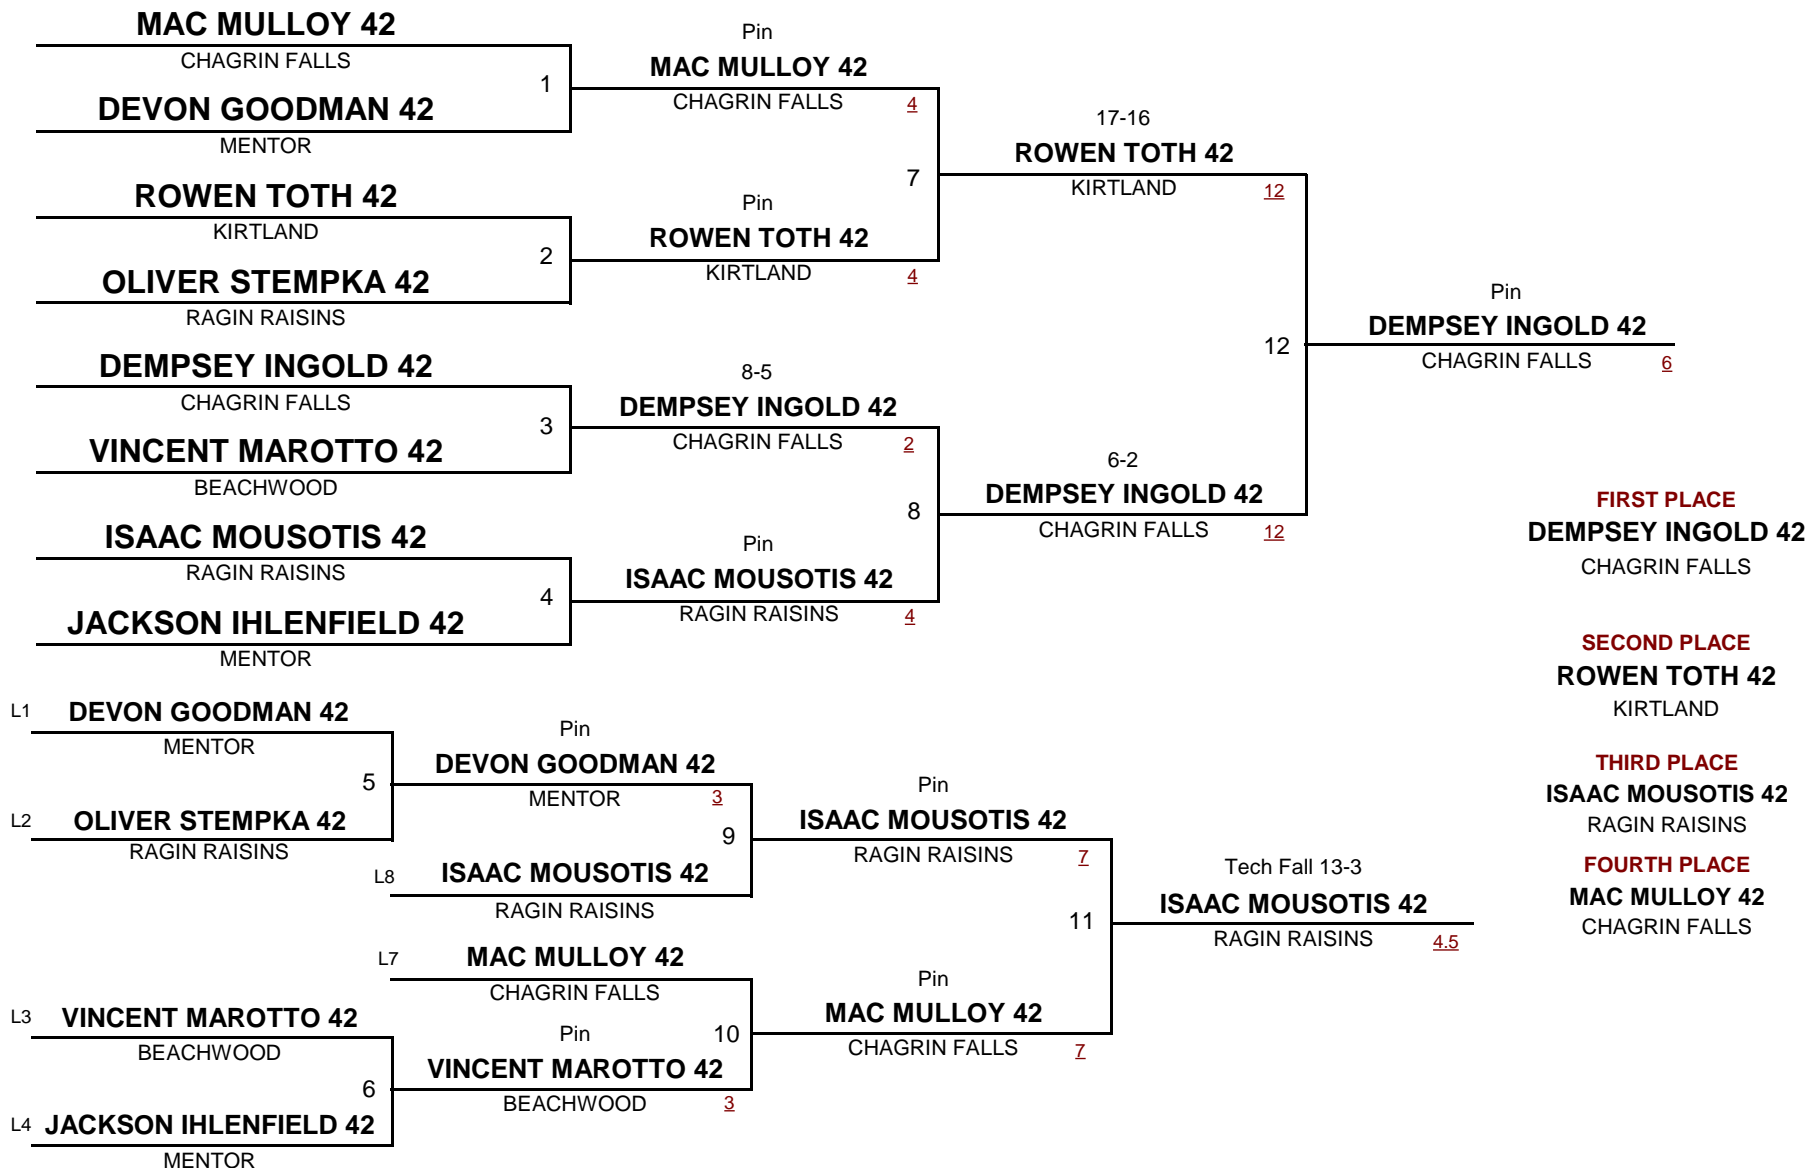 MAC MULLOY 42
CHAGRIN FALLS
1
DEVON GOODMAN 42
MENTOR
Pin
MAC MULLOY 42
CHAGRIN FALLS 4
ROWEN TOTH 42
KIRTLAND
2
OLIVER STEMPKA 42
RAGIN RAISINS
7
Pin
ROWEN TOTH 42
KIRTLAND 4
17-16
ROWEN TOTH 42
KIRTLAND 12
DEMPSEY INGOLD 42
CHAGRIN FALLS
3
VINCENT MAROTTO 42
BEACHWOOD
8-5
DEMPSEY INGOLD 42
CHAGRIN FALLS 2
ISAAC MOUSOTIS 42
RAGIN RAISINS
4
JACKSON IHLENFIELD 42
MENTOR
8
Pin
ISAAC MOUSOTIS 42
RAGIN RAISINS 4
6-2
DEMPSEY INGOLD 42
CHAGRIN FALLS 12
12
Pin
DEMPSEY INGOLD 42
CHAGRIN FALLS 6
FIRST PLACE
DEMPSEY INGOLD 42
CHAGRIN FALLS
SECOND PLACE
ROWEN TOTH 42
KIRTLAND
THIRD PLACE
ISAAC MOUSOTIS 42
RAGIN RAISINS
FOURTH PLACE
MAC MULLOY 42
CHAGRIN FALLS
L1 DEVON GOODMAN 42
MENTOR
5
L2 OLIVER STEMPKA 42
RAGIN RAISINS
Pin
DEVON GOODMAN 42
MENTOR 3
9
L8 ISAAC MOUSOTIS 42
RAGIN RAISINS
Pin
ISAAC MOUSOTIS 42
RAGIN RAISINS 7
L7 MAC MULLOY 42
CHAGRIN FALLS
10
L3 VINCENT MAROTTO 42
BEACHWOOD
6
L4 JACKSON IHLENFIELD 42
MENTOR
Pin
VINCENT MAROTTO 42
BEACHWOOD 3
Pin
MAC MULLOY 42
CHAGRIN FALLS 7
11
Tech Fall 13-3
ISAAC MOUSOTIS 42
RAGIN RAISINS 4.5